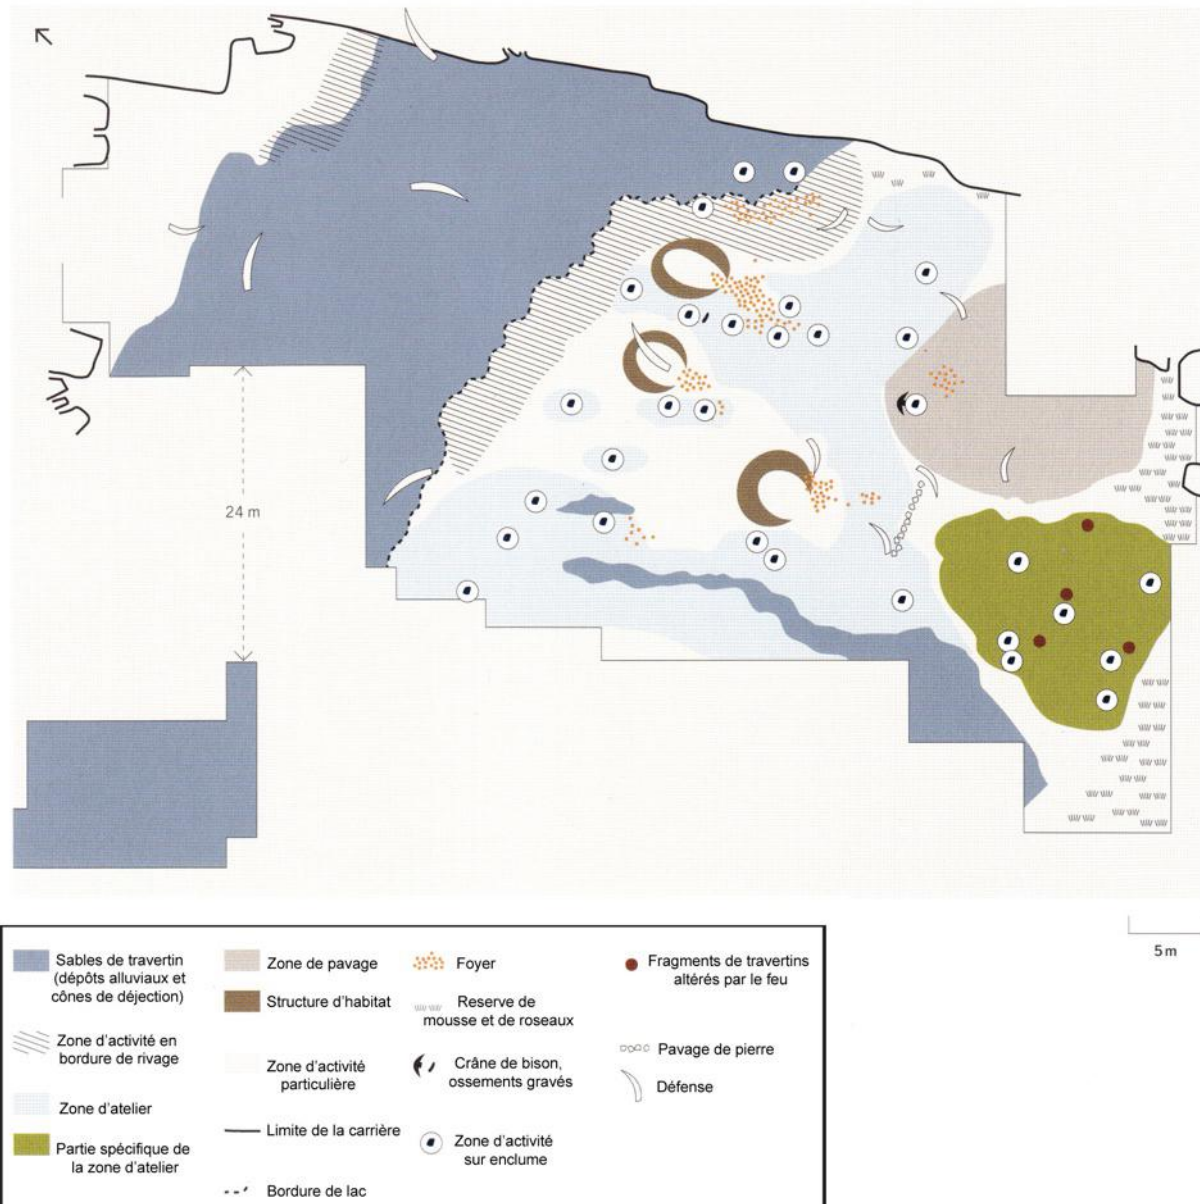 24 m
5 m
Sables de travertin
(dépôts alluviaux et
cônes de déjection)
Zone d'activité en
bordure de rivage
Zone d'atelier
Partie spécifique de
la zone d'atelier
Zone de pavage
Structure d'habitat
Zone d'activité
particulière
Limite de la carrière
Bordure de lac
Foyer
Reserve de
mousse et de roseaux
Crâne de bison,
ossements gravés
Zone d'activité
sur enclume
Fragments de travertins
altérés par le feu
Pavage de pierre
Défense